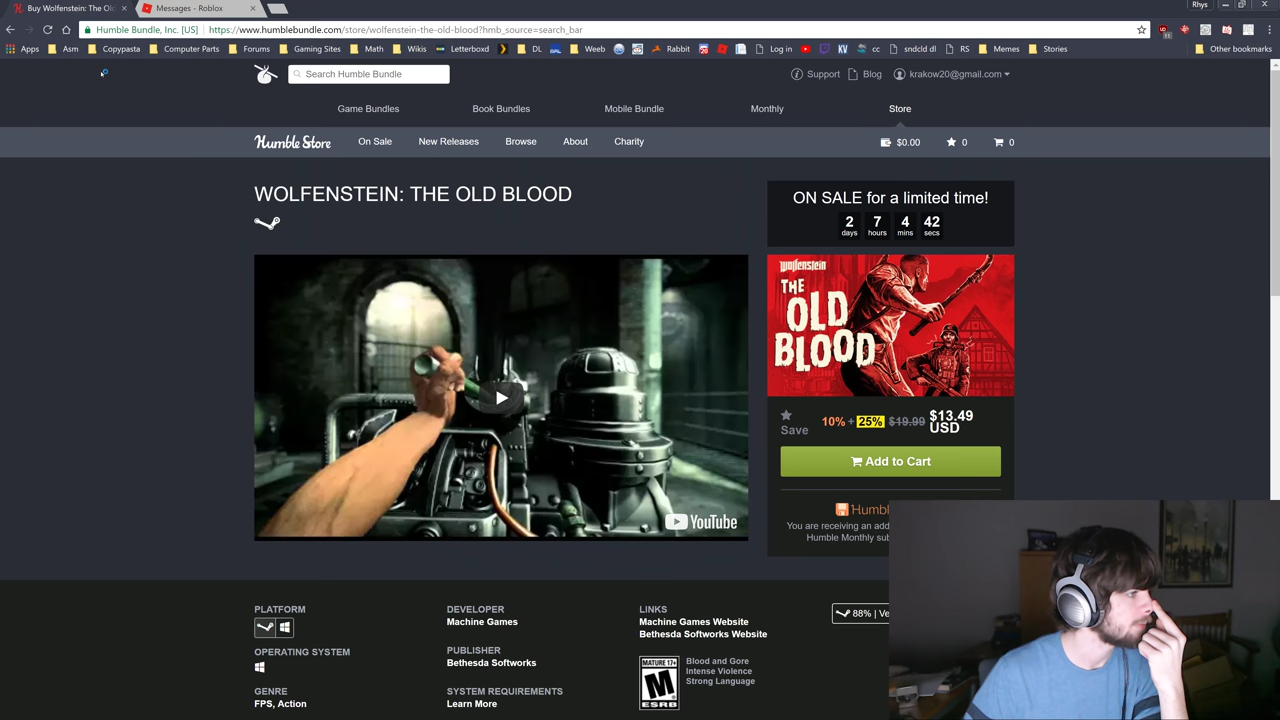 Buy Wolfenstein: The Ol
Messages - Roblox
Rhys
Humble Bundle, Inc. [US]
https://www.humblebundle.com/store/wolfenstein-the-old-blood?hmb_source=search_bar
Apps
Asm
Copypasta
Computer Parts
Forums
Gaming Sites
Math
Wikis
Letterboxd
DL
Weeb
Rabbit
Log in
KV
cc
sndcld dl
RS
Memes
Stories
Other bookmarks
Search Humble Bundle
Support
Blog
krakow20@gmail.com
Game Bundles
Book Bundles
Mobile Bundle
Monthly
Store
Humble Store
On Sale
New Releases
Browse
About
Charity
$0.00
0
0
WOLFENSTEIN: THE OLD BLOOD
ON SALE for a limited time!
2 7 4 42
days hours mins secs
Wolfenstein
THE
OLD
BLOOD
YouTube
Save
10% + 25% $19.99 $13.49
USD
Add to Cart
Humbl
You are receiving an add
Humble Monthly sub
PLATFORM
OPERATING SYSTEM
GENRE
FPS, Action
DEVELOPER
Machine Games
PUBLISHER
Bethesda Softworks
SYSTEM REQUIREMENTS
Learn More
LINKS
Machine Games Website
Bethesda Softworks Website
MATURE 17+
M
ESRB
Blood and Gore
Intense Violence
Strong Language
88% | Ve